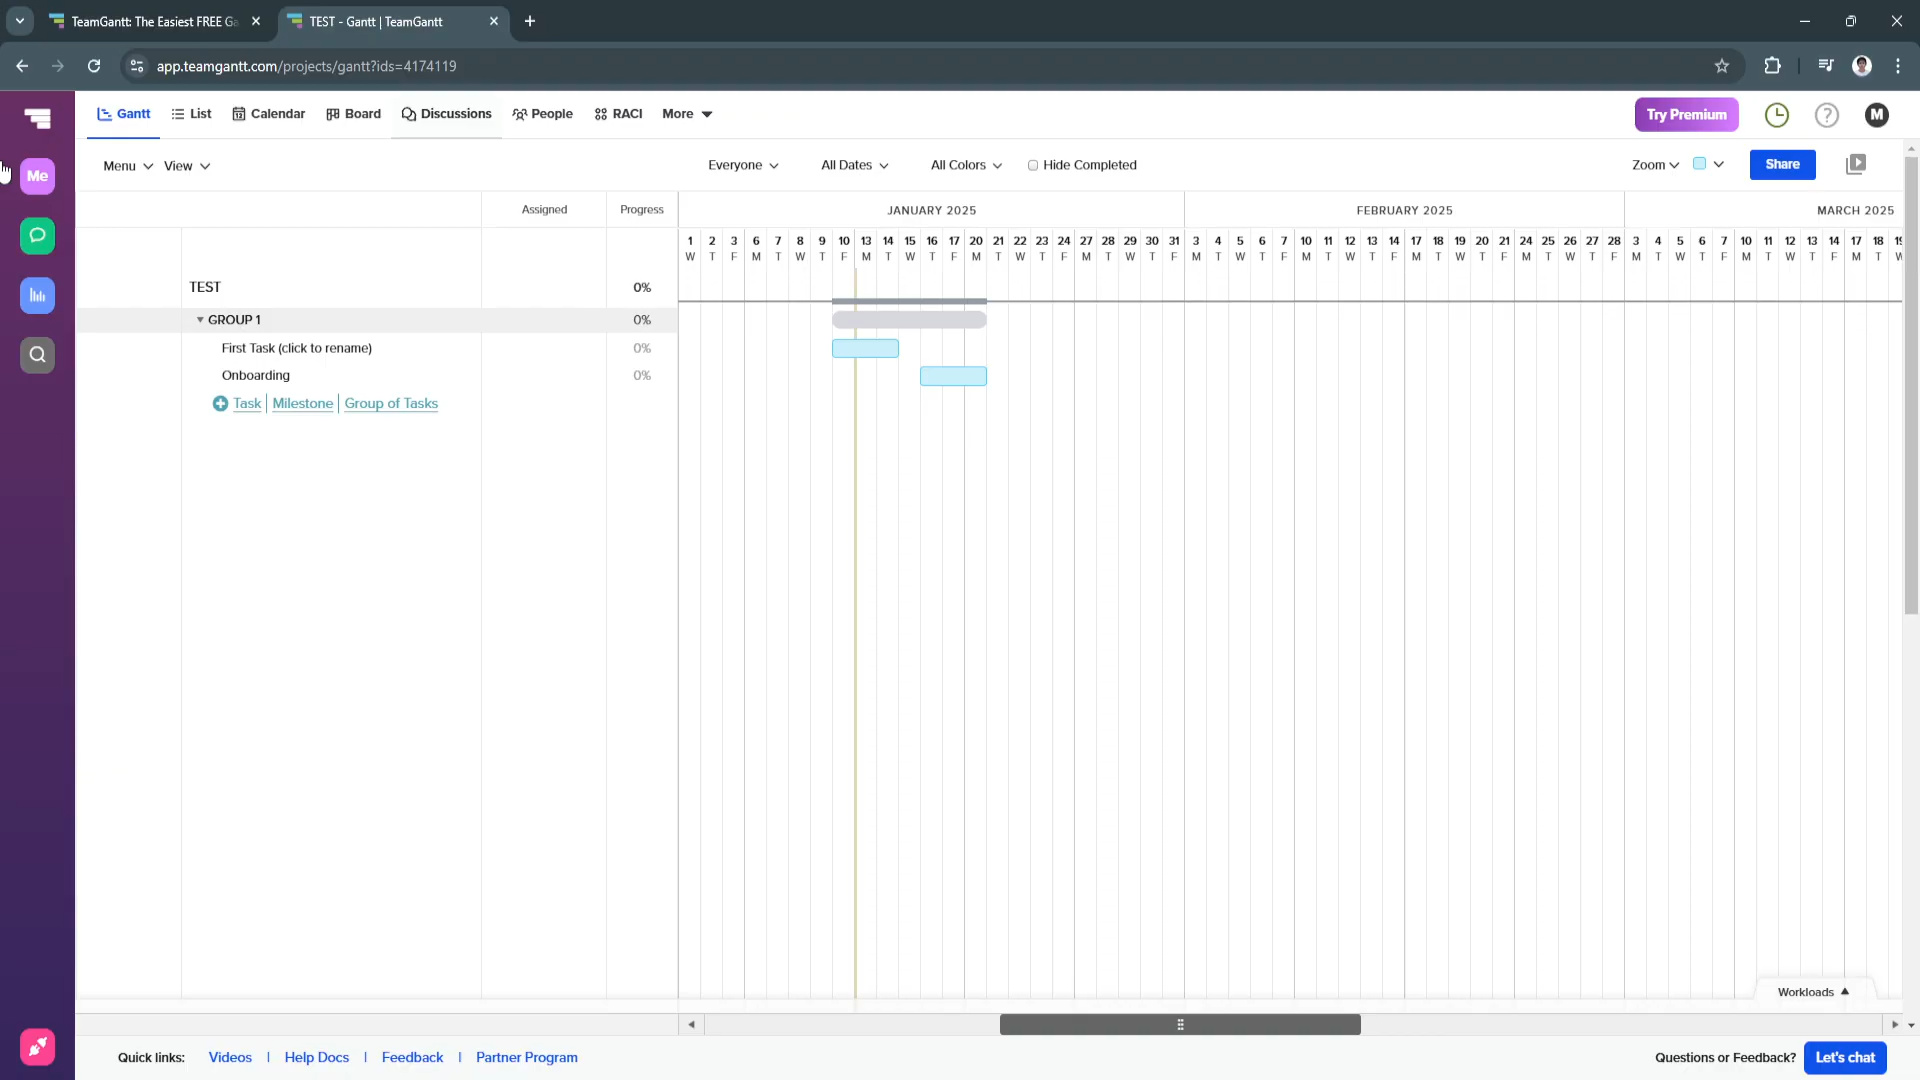 TeamGantt: The Easiest FREE Ga
TEST - Gantt | TeamGantt
app.teamgantt.com/projects/gantt?ids=4174119
Gantt List Calendar Board Discussions People RACI More
Try Premium
?
M
Me
Menu View
Everyone All Dates All Colors Hide Completed
Zoom
Share
Assigned Progress
JANUARY 2025 FEBRUARY 2025 MARCH 2025
1 2 3 6 7 8 9 10 13 14 15 16 17 20 21 22 23 24 27 28 29 30 31 3 4 5 6 7 10 11 12 13 14 17 18 19 20 21 24 25 26 27 28 3 4 5 6 7 10 11 12 13 14 17 18 19
W T F M T W T F M T W T F M T W T F M T W T F M T W T F M T W T F M T W T F M T W T F M T W T F M T W T F M T W
TEST 0%
GROUP 1 0%
First Task (click to rename) 0%
Onboarding 0%
Task | Milestone | Group of Tasks
Workloads
Quick links: Videos | Help Docs | Feedback | Partner Program
Questions or Feedback? Let's chat